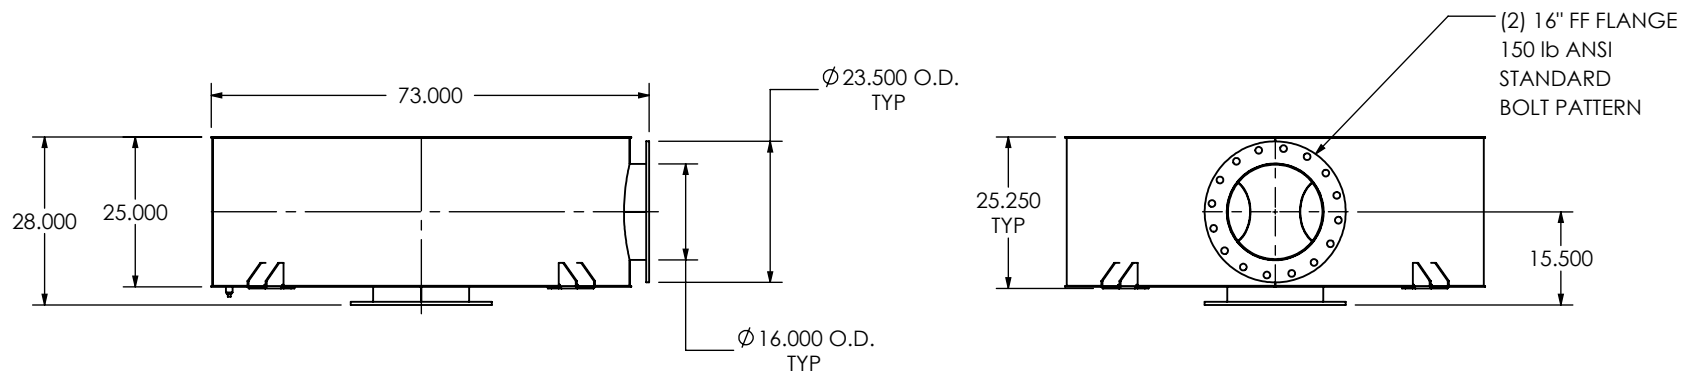 (2) 16" FF FLANGE
150 lb ANSI
STANDARD
BOLT PATTERN
73.000
Ø 23.500 O.D.
TYP
28.000
25.000
25.250
TYP
15.500
Ø 16.000 O.D.
TYP